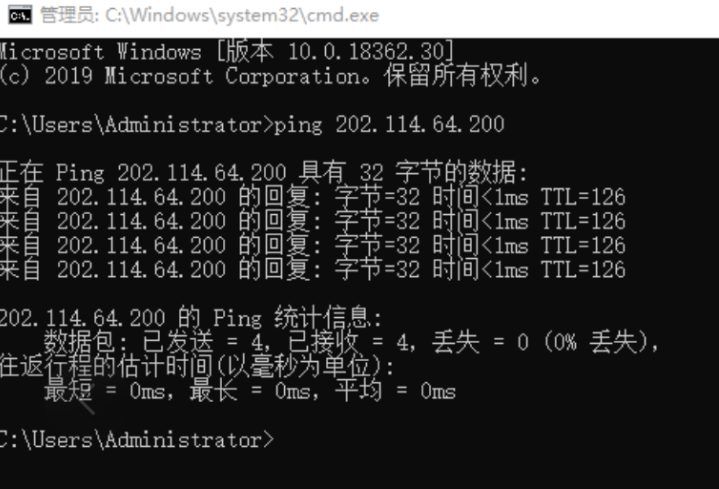 管理员: C:\Windows\system32\cmd.exe
Microsoft Windows [版本 10.0.18362.30]
(c) 2019 Microsoft Corporation。保留所有权利。
C:\Users\Administrator>ping 202.114.64.200
正在 Ping 202.114.64.200 具有 32 字节的数据:
来自 202.114.64.200 的回复: 字节=32 时间<1ms TTL=126
来自 202.114.64.200 的回复: 字节=32 时间<1ms TTL=126
来自 202.114.64.200 的回复: 字节=32 时间<1ms TTL=126
来自 202.114.64.200 的回复: 字节=32 时间<1ms TTL=126
202.114.64.200 的 Ping 统计信息:
数据包: 已发送 = 4，已接收 = 4，丢失 = 0 (0% 丢失)，
往返行程的估计时间(以毫秒为单位):
最短 = 0ms，最长 = 0ms，平均 = 0ms
C:\Users\Administrator>